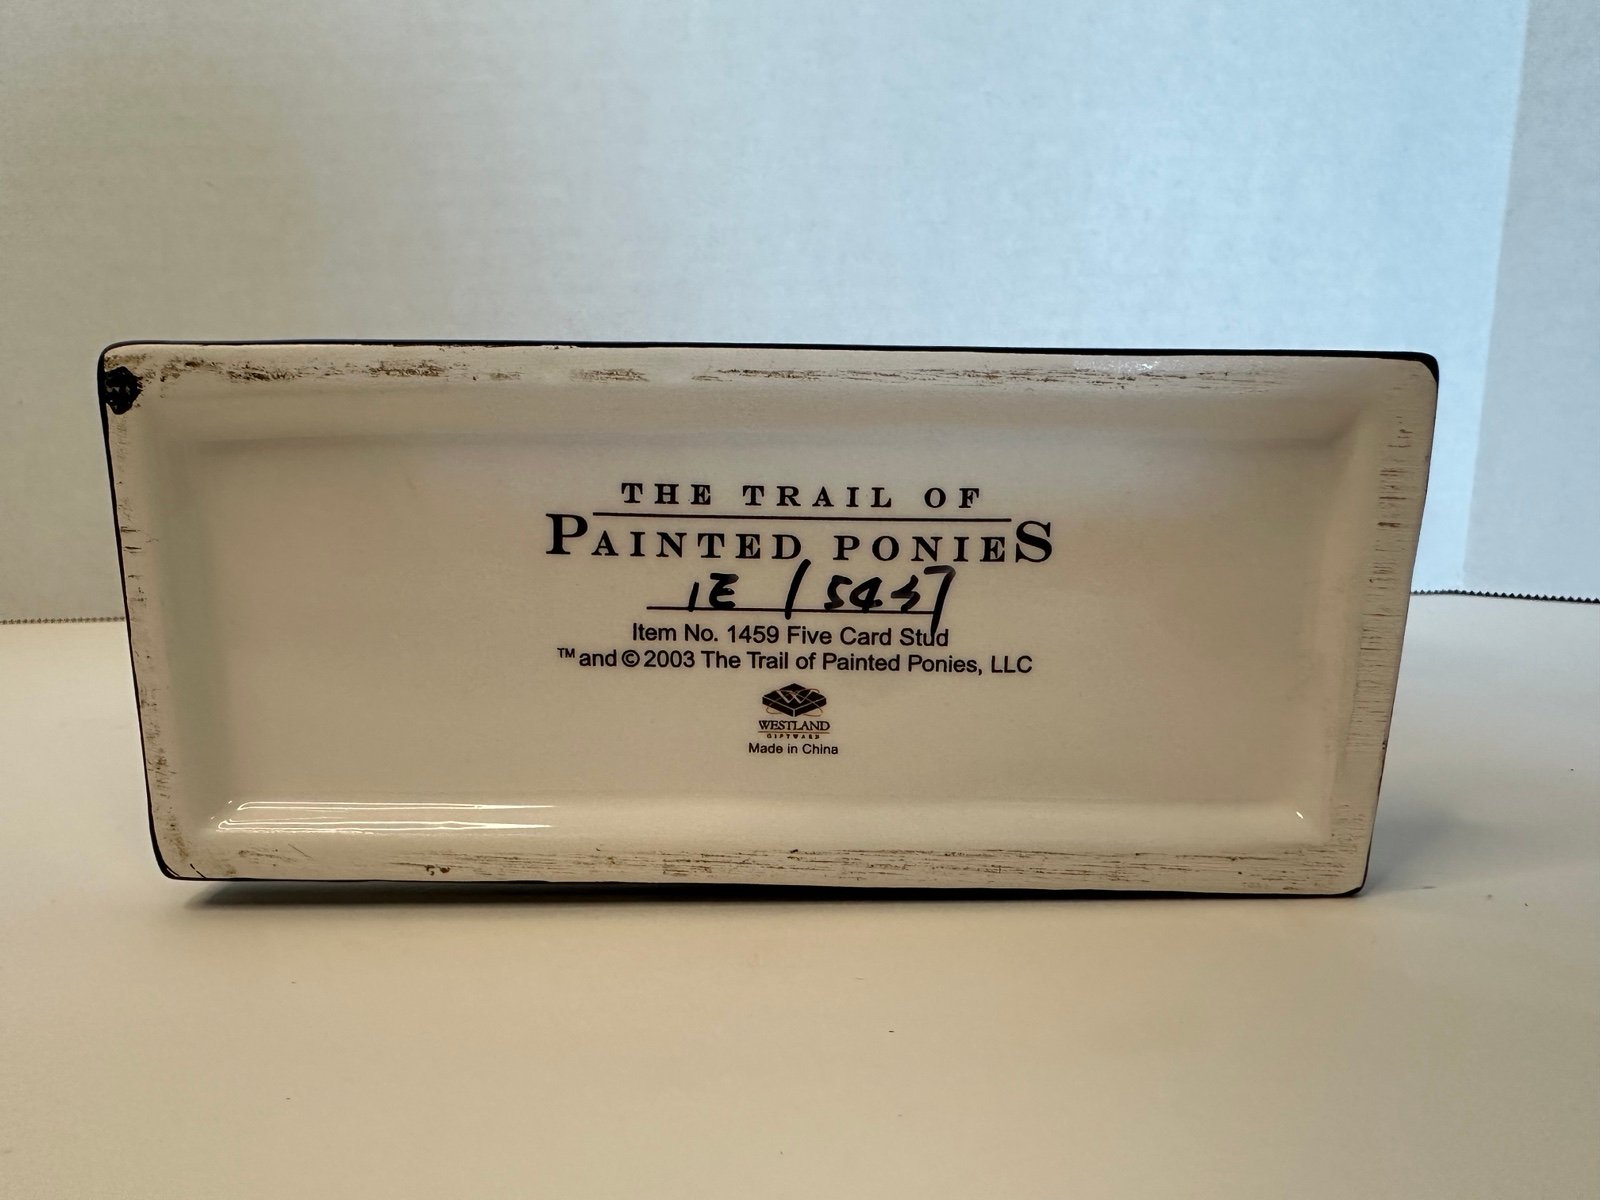 THE TRAIL OF
PAINTED PONIES
1E / 5437
Item No. 1459 Five Card Stud
™ and © 2003 The Trail of Painted Ponies, LLC
WESTLAND
GIFTWARE
Made in China